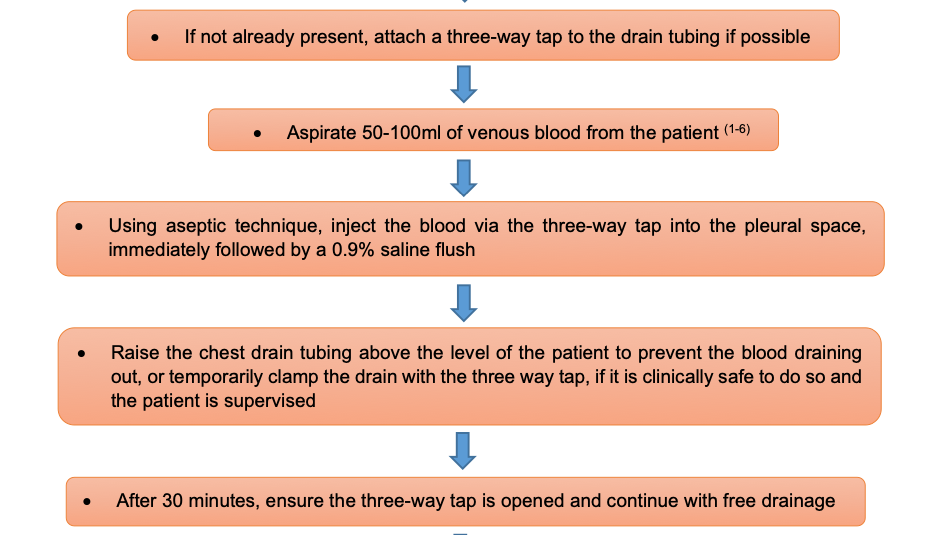 • If not already present, attach a three-way tap to the drain tubing if possible
• Aspirate 50-100ml of venous blood from the patient (1-6)
• Using aseptic technique, inject the blood via the three-way tap into the pleural space,
immediately followed by a 0.9% saline flush
• Raise the chest drain tubing above the level of the patient to prevent the blood draining
out, or temporarily clamp the drain with the three way tap, if it is clinically safe to do so and
the patient is supervised
• After 30 minutes, ensure the three-way tap is opened and continue with free drainage